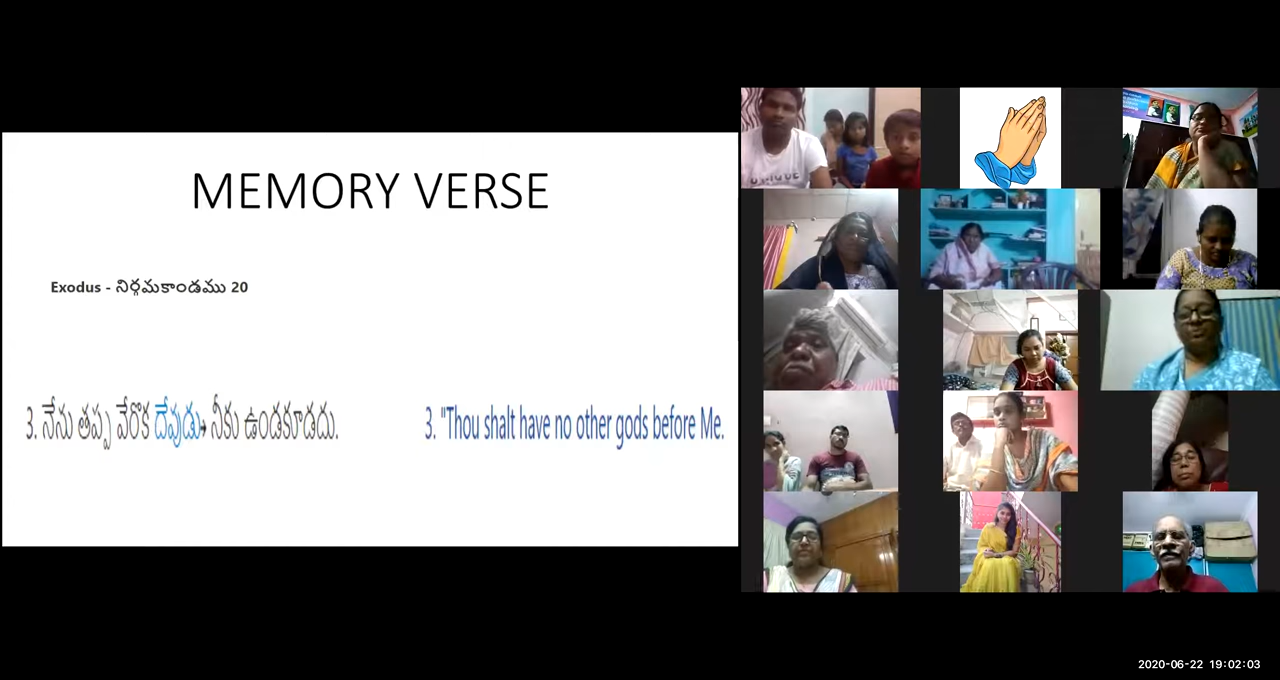 MEMORY VERSE
Exodus - నిర్గమకాండము 20
3. నేను తప్ప వేరొక దేవుడు నీకు ఉండకూడదు.
3. "Thou shalt have no other gods before Me.
2020-06-22 19:02:03